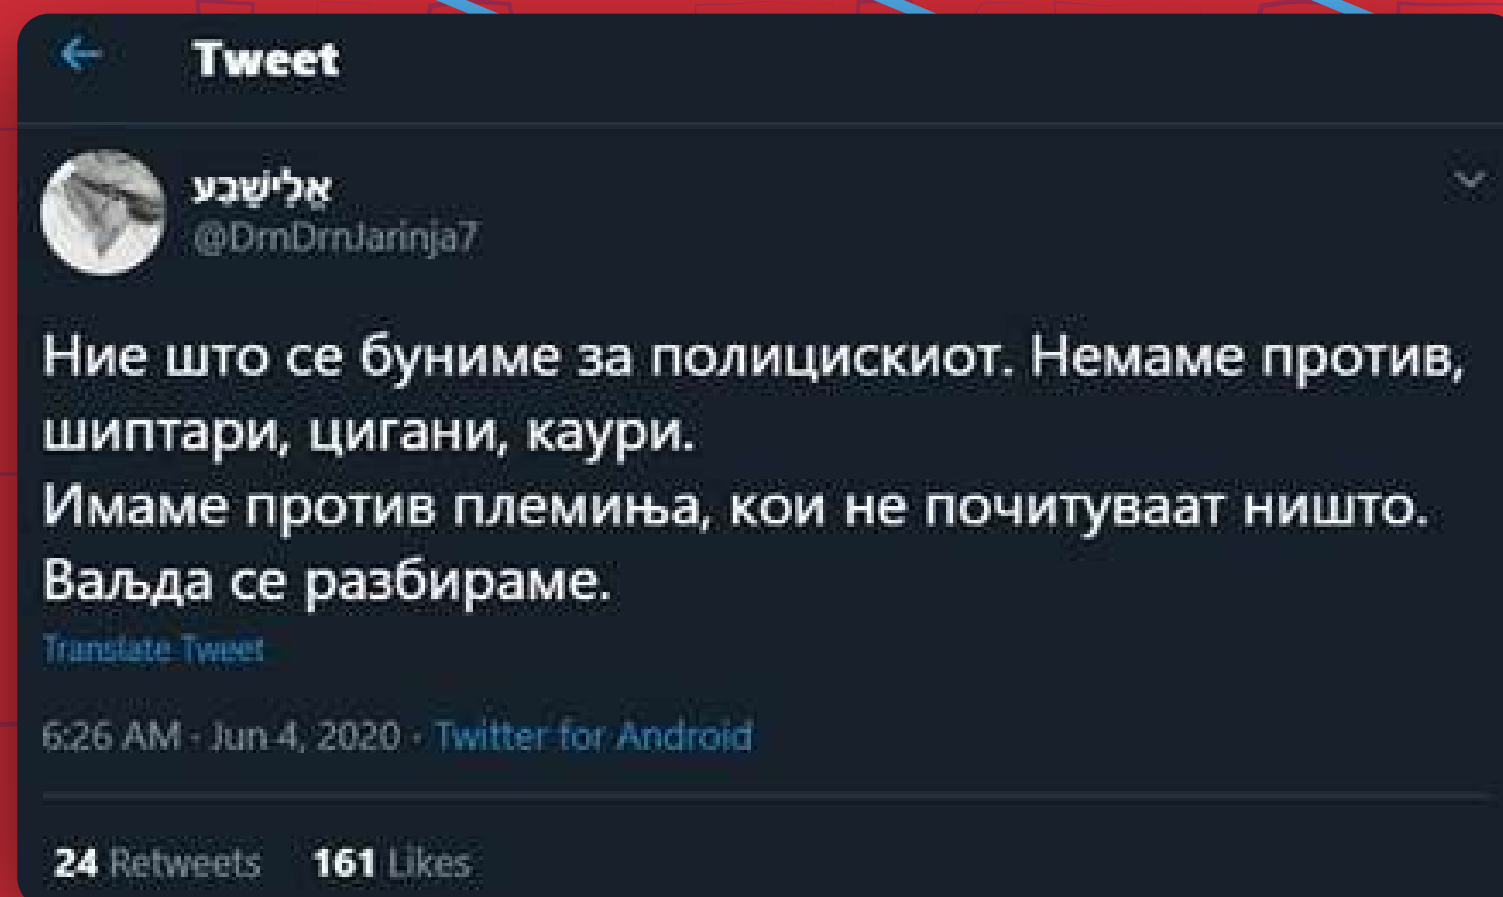 Tweet
אֱלִישֶׁבַע
@DrnDrnJarinja7
Ние што се буниме за полицискиот. Немаме против,
шиптари, цигани, каури.
Имаме против племиња, кои не почитуваат ништо.
Ваљда се разбираме.
Translate Tweet
6:26 AM · Jun 4, 2020 · Twitter for Android
24 Retweets 161 Likes